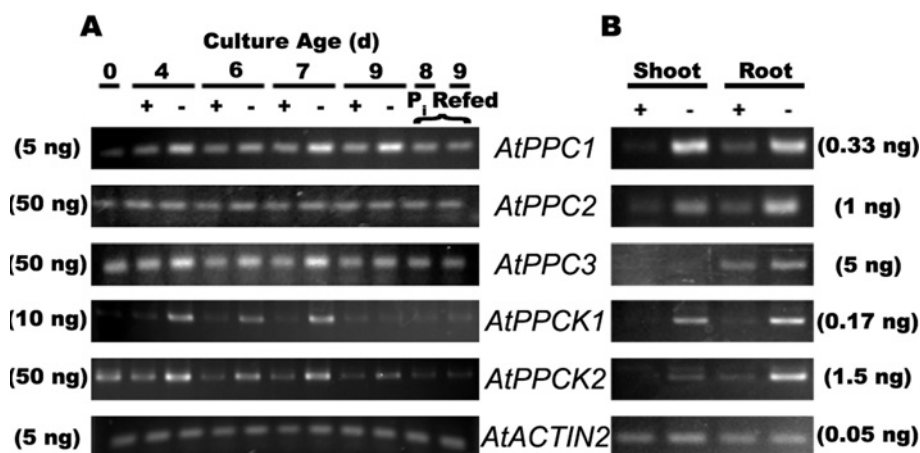 A
B
Culture Age (d)
0 4 6 7 9 8 9
Shoot Root
+ - + - + - + - Pi Refed
+ - + -
(5 ng) AtPPC1 (0.33 ng)
(50 ng) AtPPC2 (1 ng)
(50 ng) AtPPC3 (5 ng)
(10 ng) AtPPCK1 (0.17 ng)
(50 ng) AtPPCK2 (1.5 ng)
(5 ng) AtACTIN2 (0.05 ng)